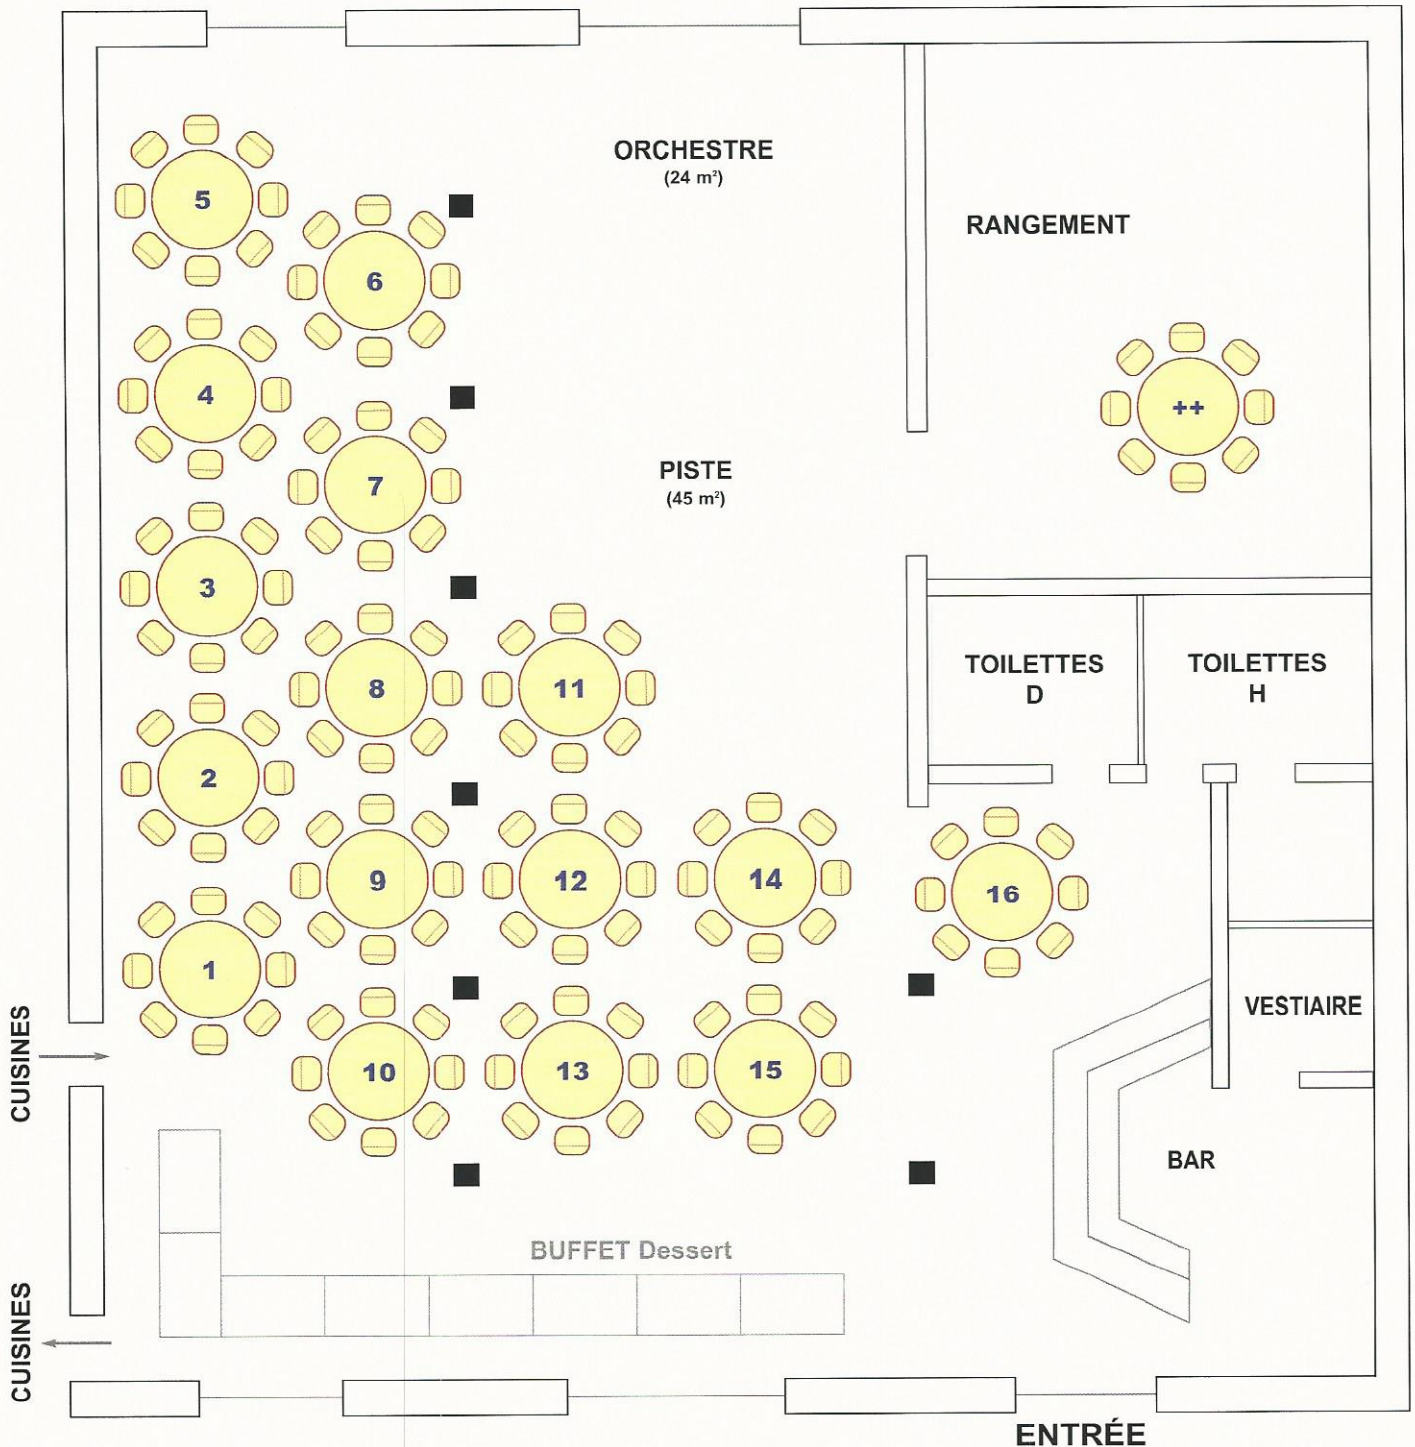 ORCHESTRE
(24 m²)
RANGEMENT
5
6
4
++
7
PISTE
(45 m²)
3
8
11
TOILETTES
D
TOILETTES
H
2
9
12
14
16
1
10
13
15
VESTIAIRE
CUISINES
BAR
BUFFET Dessert
CUISINES
ENTRÉE